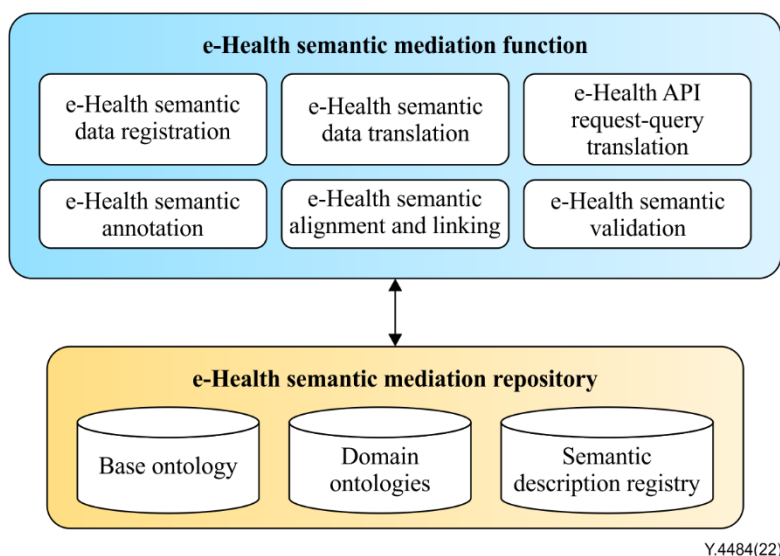 e-Health semantic mediation function
e-Health semantic
data registration
e-Health semantic
data translation
e-Health API
request-query
translation
e-Health semantic
annotation
e-Health semantic
alignment and linking
e-Health semantic
validation
e-Health semantic mediation repository
Base ontology
Domain
ontologies
Semantic
description registry
Y.4484(22)